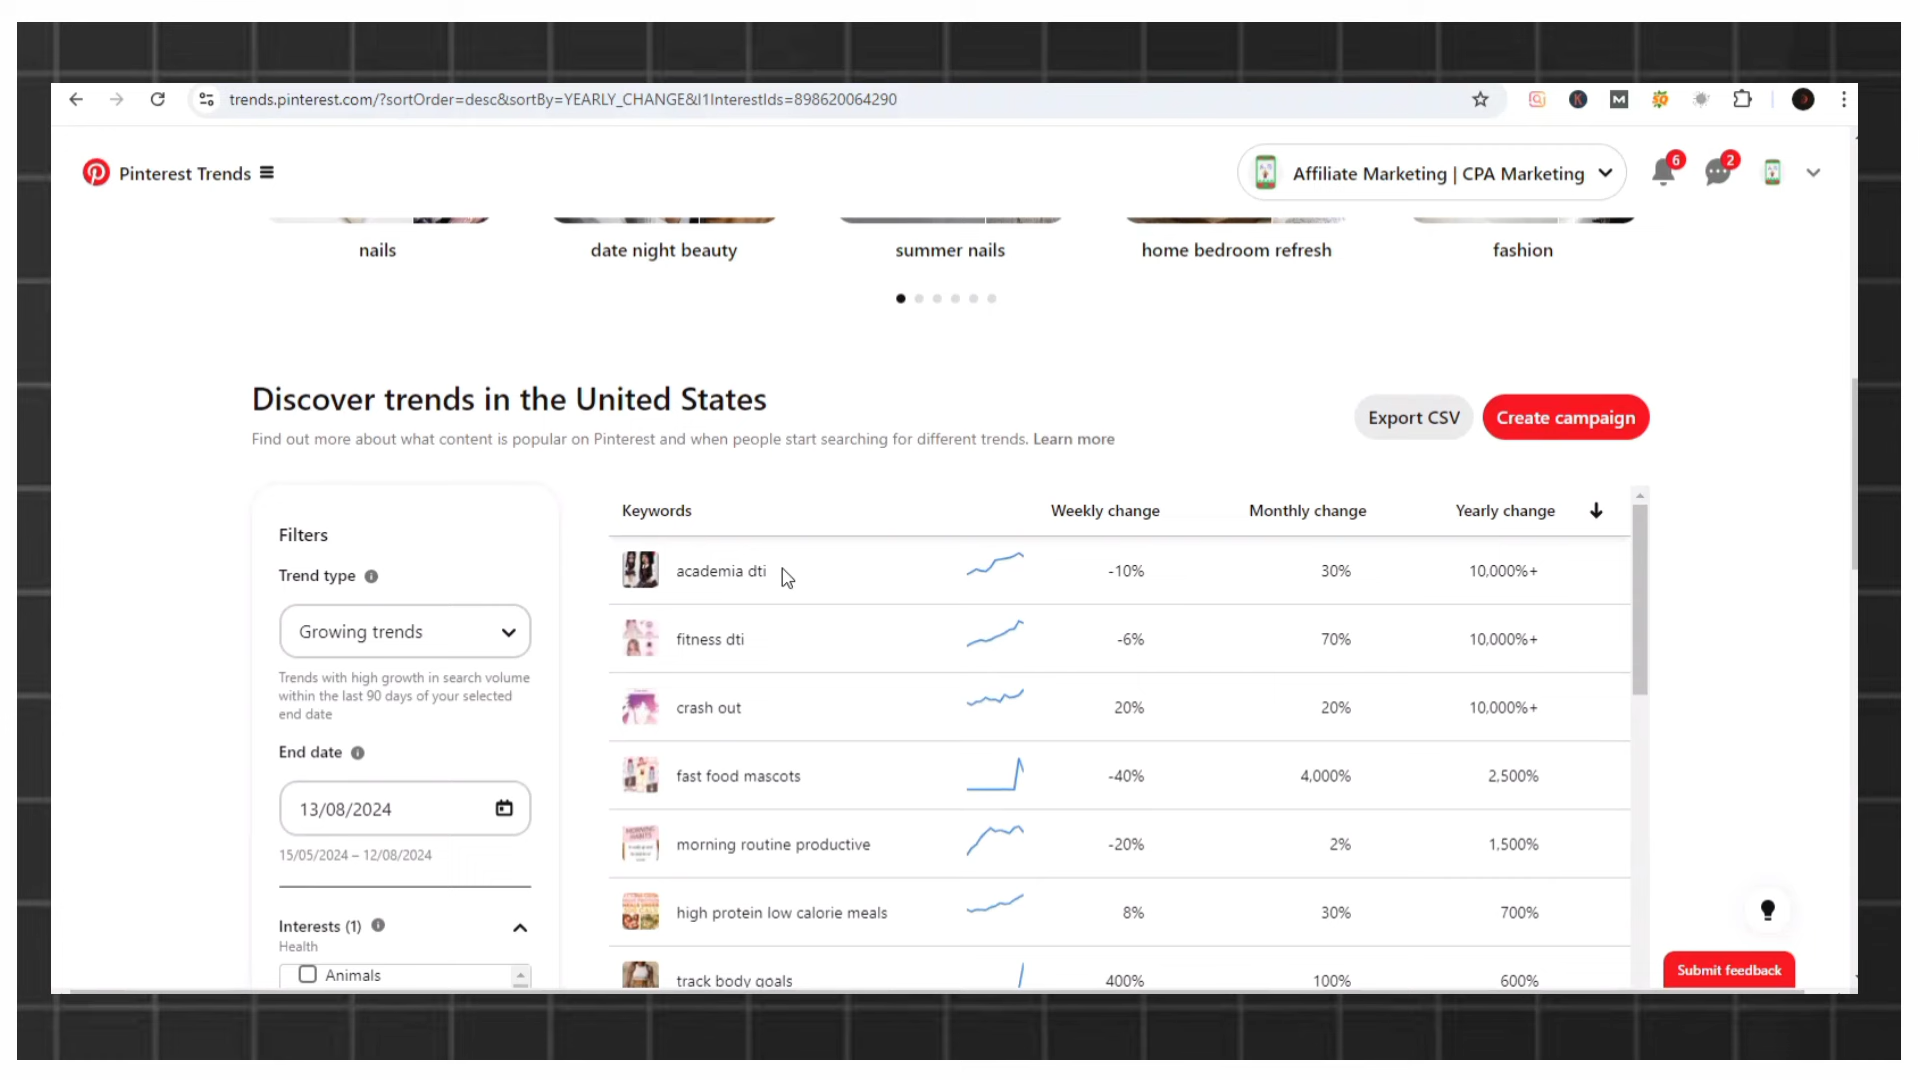 trends.pinterest.com/?sortOrder=desc&sortBy=YEARLY_CHANGE&l1InterestIds=898620064290
Pinterest Trends
Affiliate Marketing | CPA Marketing
6
2
nails
date night beauty
summer nails
home bedroom refresh
fashion
Discover trends in the United States
Find out more about what content is popular on Pinterest and when people start searching for different trends. Learn more
Export CSV
Create campaign
Filters
Trend type
Growing trends
Trends with high growth in search volume
within the last 90 days of your selected
end date
End date
13/08/2024
15/05/2024 – 12/08/2024
Interests (1)
Health
Animals
Keywords Weekly change Monthly change Yearly change
academia dti -10% 30% 10,000%+
fitness dti -6% 70% 10,000%+
crash out 20% 20% 10,000%+
fast food mascots -40% 4,000% 2,500%
morning routine productive -20% 2% 1,500%
high protein low calorie meals 8% 30% 700%
track body goals 400% 100% 600%
Submit feedback